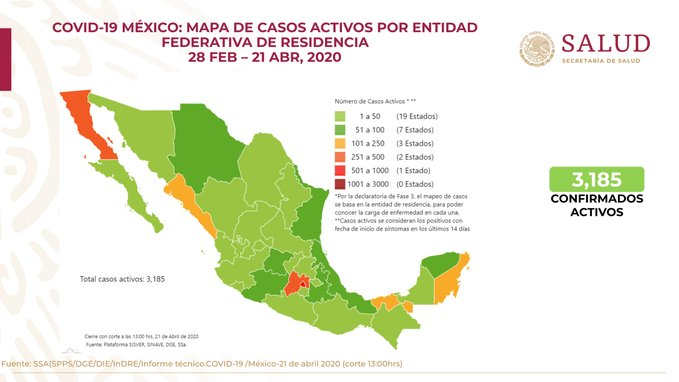 COVID-19 MÉXICO: MAPA DE CASOS ACTIVOS POR ENTIDAD
FEDERATIVA DE RESIDENCIA
28 FEB – 21 ABR, 2020
SALUD
SECRETARÍA DE SALUD
Número de Casos Activos * **
1 a 50 (19 Estados)
51 a 100 (7 Estados)
101 a 250 (3 Estados)
251 a 500 (2 Estados)
501 a 1000 (1 Estado)
1001 a 3000 (0 Estados)
*Por la declaratoria de Fase 3, el mapeo de casos
se basa en la entidad de residencia, para poder
conocer la carga de enfermedad en cada una.
**Casos activos se consideran los positivos con
fecha de inicio de síntomas en los últimos 14 días
3,185
CONFIRMADOS
ACTIVOS
Total casos activos: 3,185
Cierre con corte a las 13:00 hrs, 21 de Abril de 2020
Fuente: Plataforma SISVER, SINAVE, DGE, SSa.
Fuente: SSA(SPPS/DGE/DIE/InDRE/Informe técnico.COVID-19 /México-21 de abril 2020 (corte 13:00hrs)